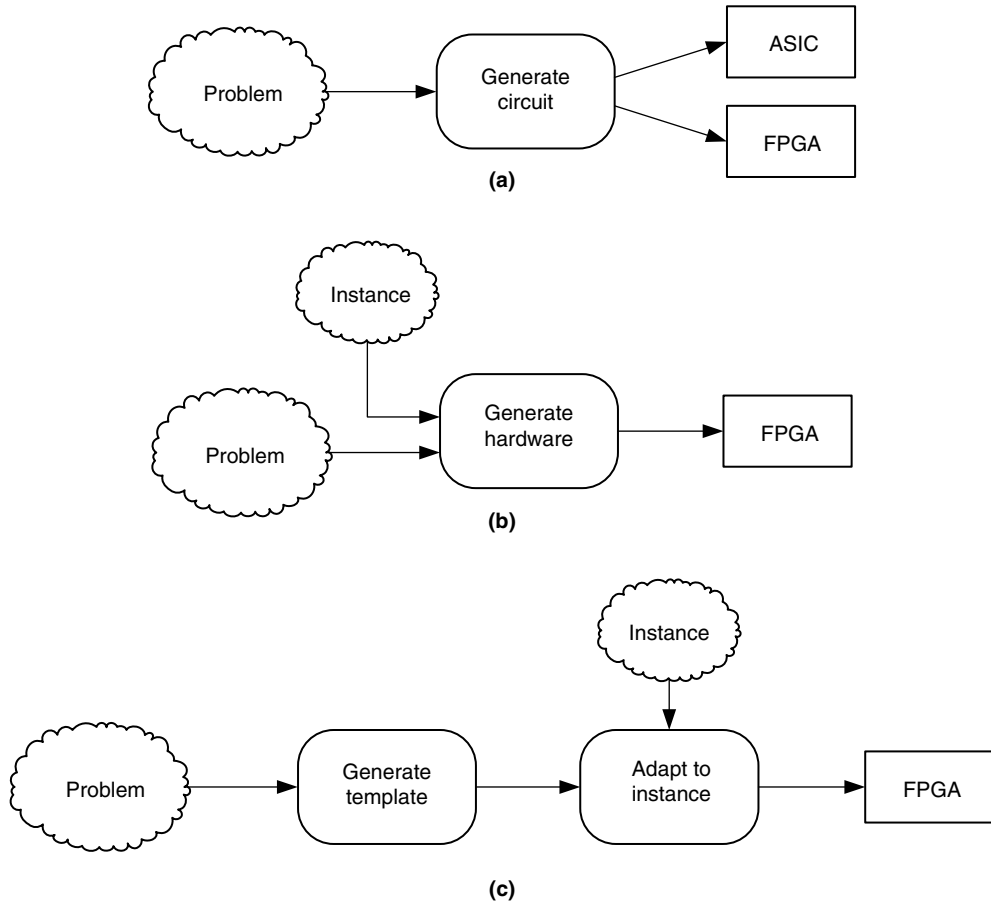 ASIC
Problem
Generate
circuit
FPGA
(a)
Instance
Problem
Generate
hardware
FPGA
(b)
Instance
Problem
Generate
template
Adapt to
instance
FPGA
(c)